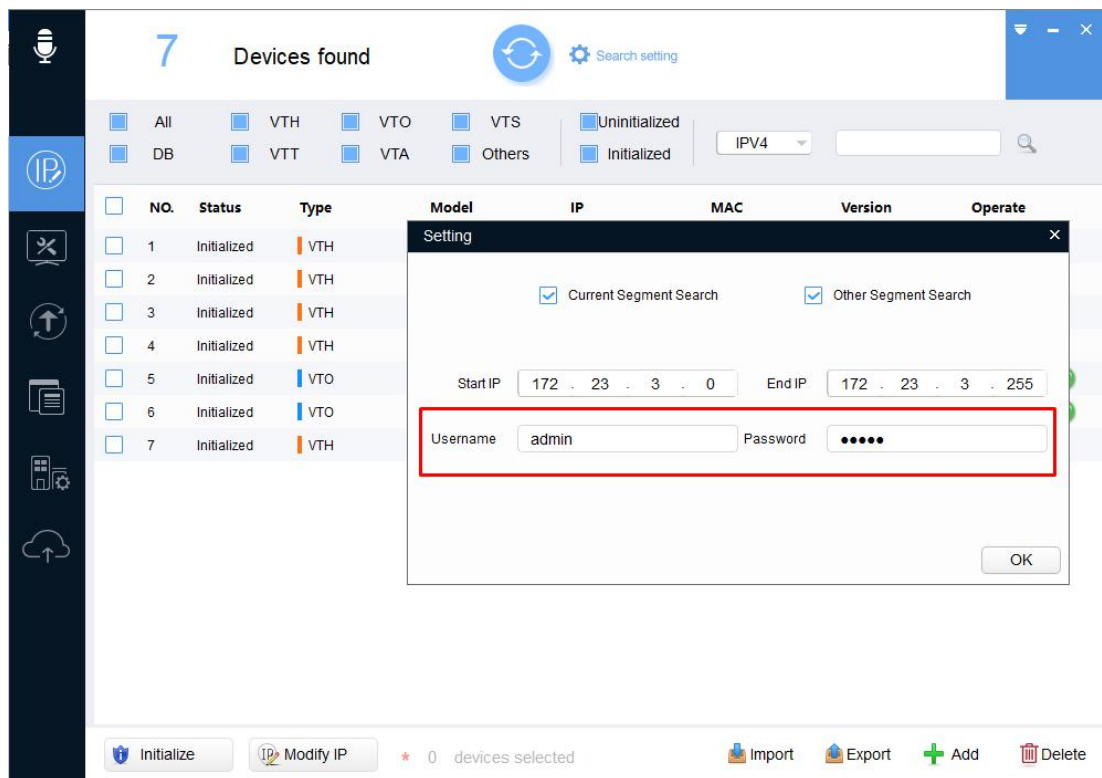 7 Devices found Search setting
All VTH VTO VTS Uninitialized
DB VTT VTA Others Initialized
IPV4
IP
NO. Status Type Model IP MAC Version Operate
1 Initialized VTH
2 Initialized VTH
3 Initialized VTH
4 Initialized VTH
5 Initialized VTO
6 Initialized VTO
7 Initialized VTH
Setting
Current Segment Search Other Segment Search
Start IP 172 . 23 . 3 . 0 End IP 172 . 23 . 3 . 255
Username admin Password •••••
OK
Initialize IP Modify IP * 0 devices selected Import Export Add Delete